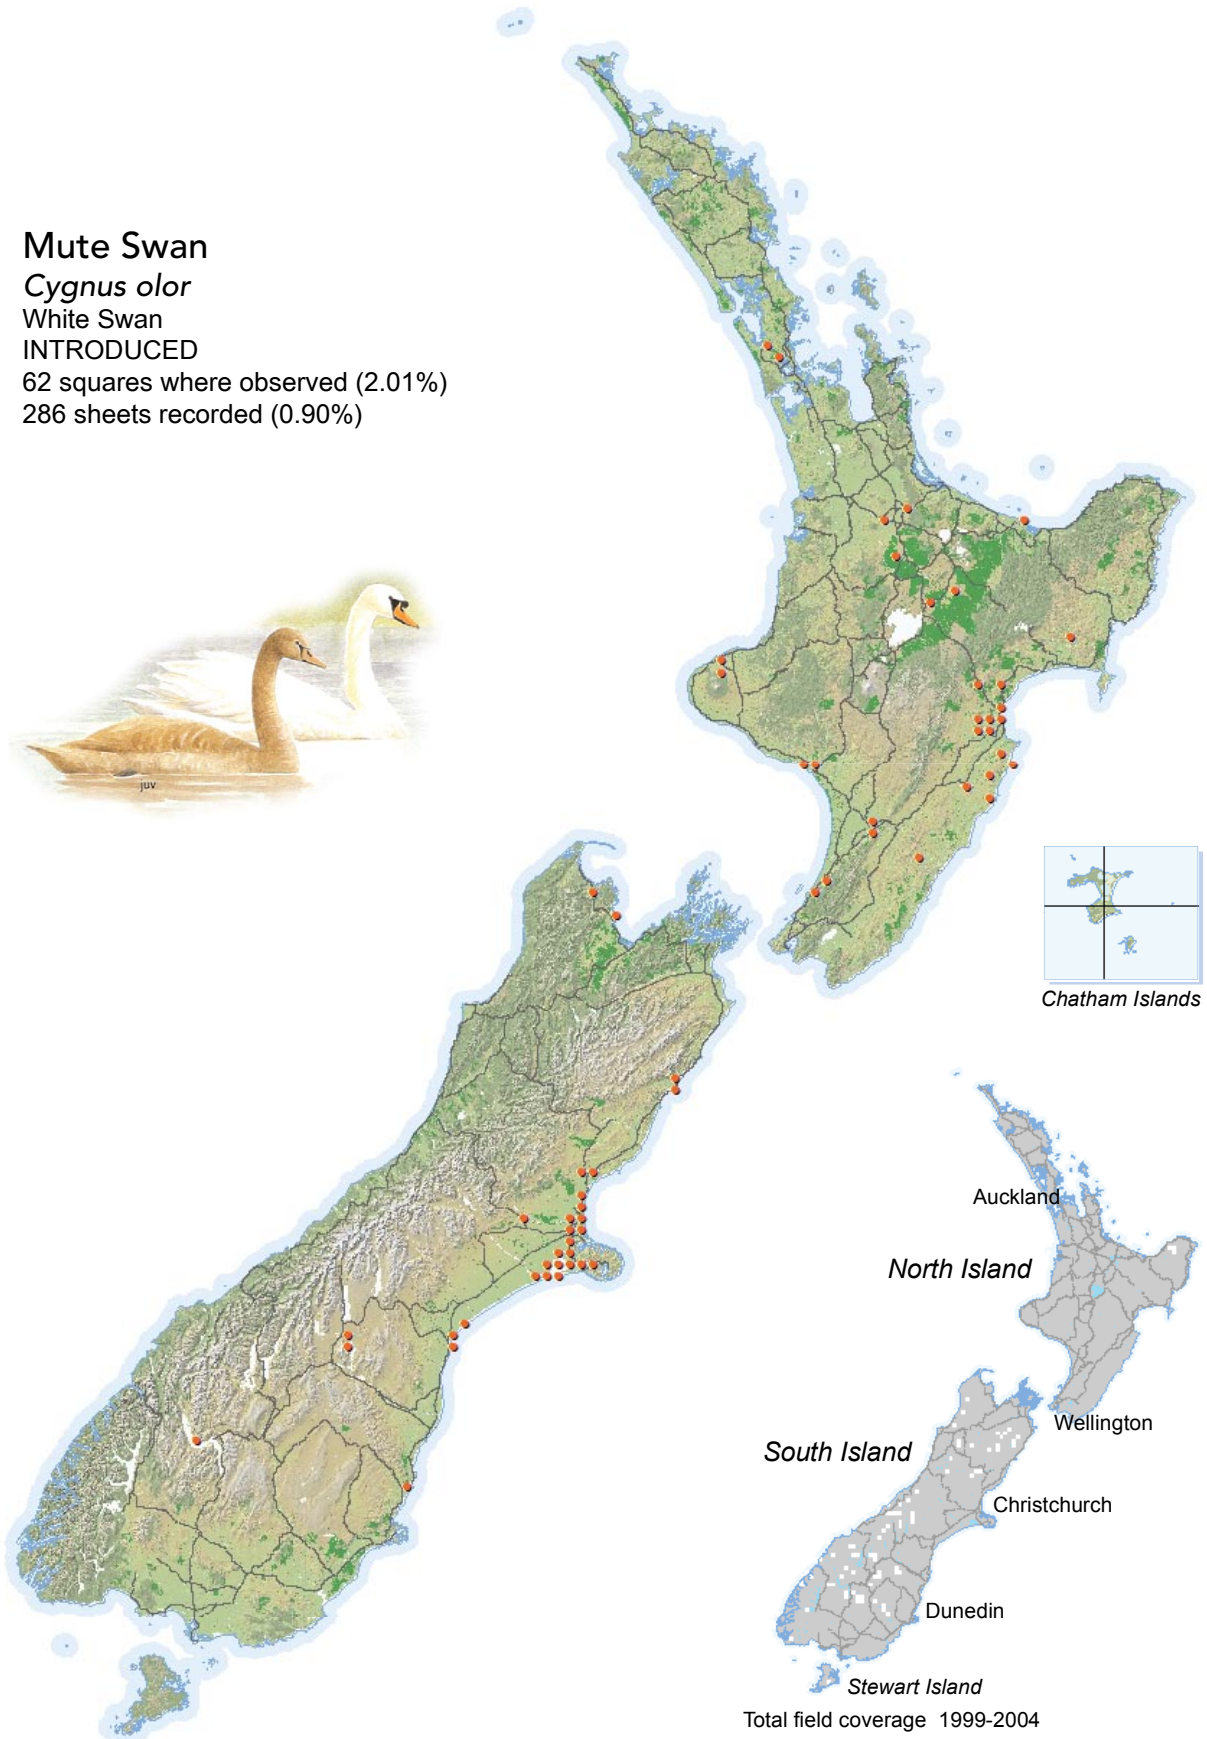 Mute Swan
Cygnus olor
White Swan
INTRODUCED
62 squares where observed (2.01%)
286 sheets recorded (0.90%)
juv
Chatham Islands
Auckland
North Island
Wellington
South Island
Christchurch
Dunedin
Stewart Island
Total field coverage 1999-2004